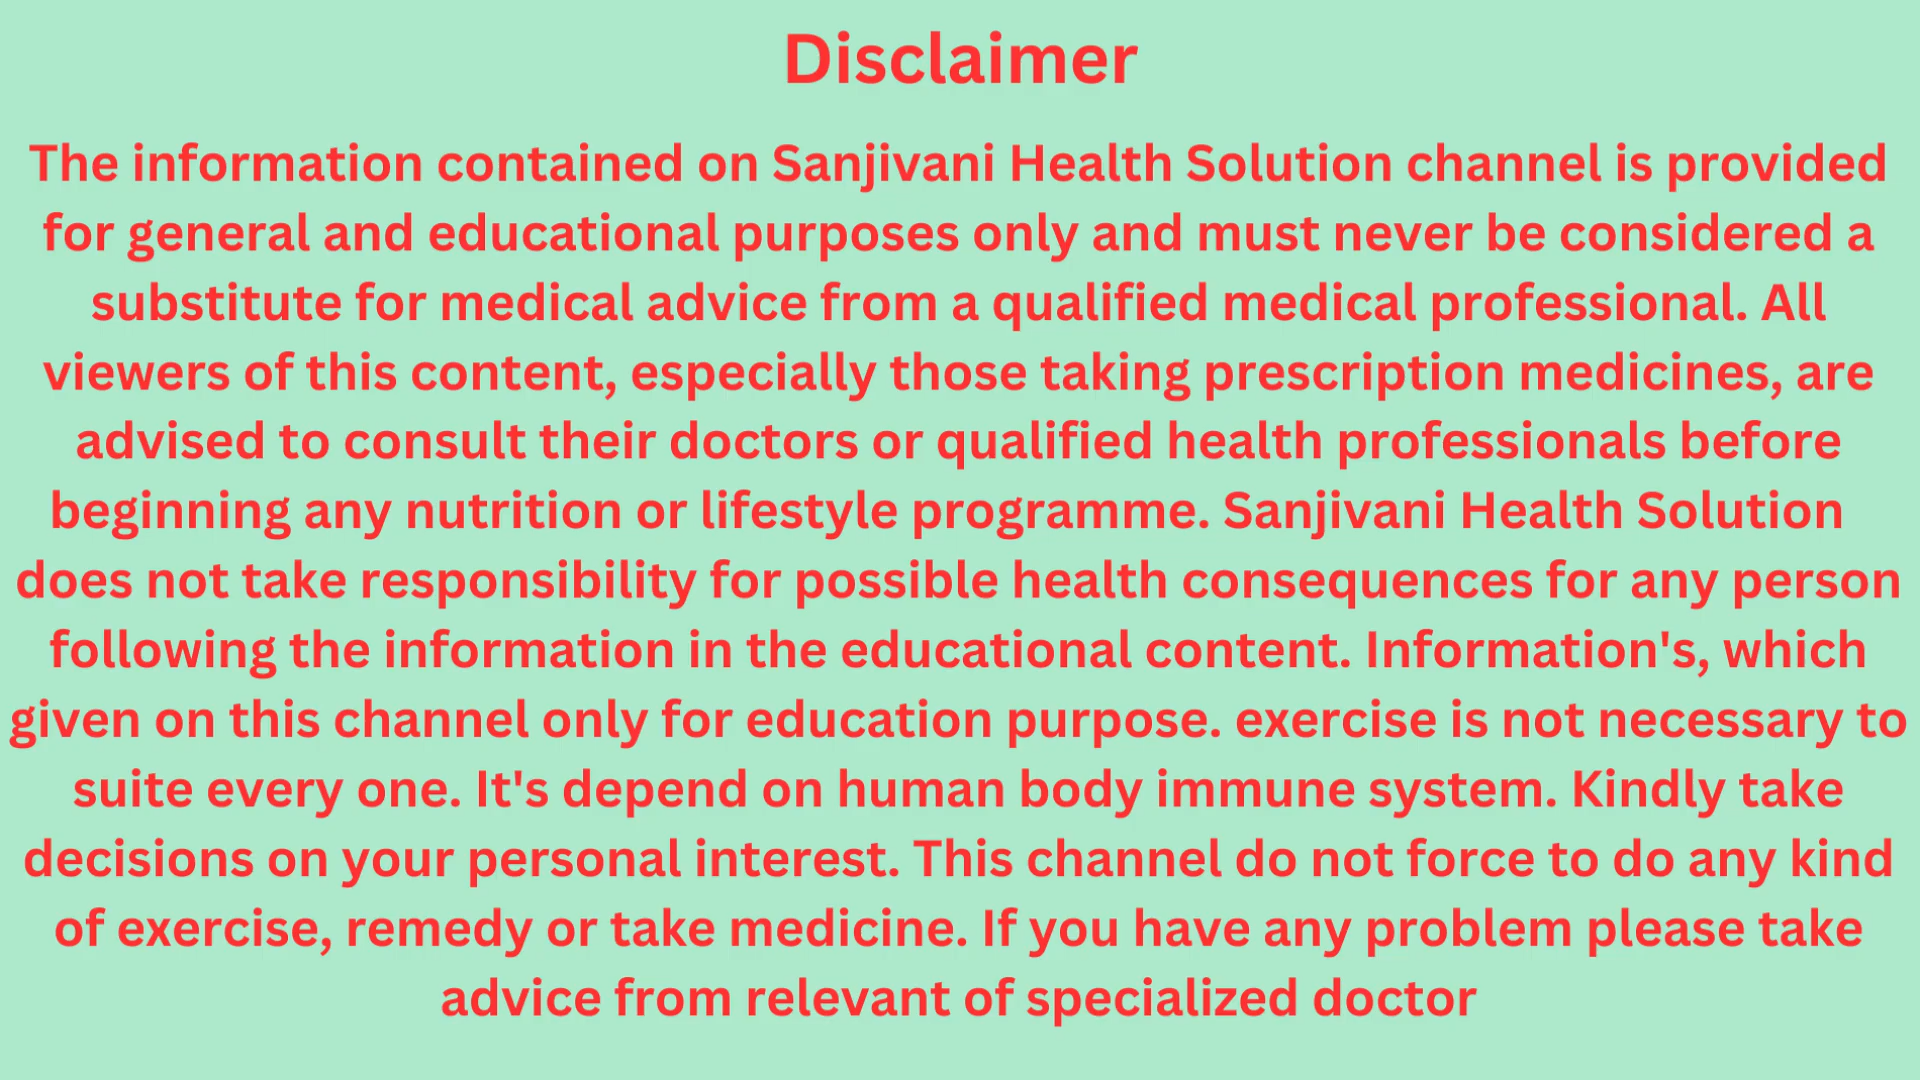 Disclaimer
The information contained on Sanjivani Health Solution channel is provided
for general and educational purposes only and must never be considered a
substitute for medical advice from a qualified medical professional. All
viewers of this content, especially those taking prescription medicines, are
advised to consult their doctors or qualified health professionals before
beginning any nutrition or lifestyle programme. Sanjivani Health Solution
does not take responsibility for possible health consequences for any person
following the information in the educational content. Information's, which
given on this channel only for education purpose. exercise is not necessary to
suite every one. It's depend on human body immune system. Kindly take
decisions on your personal interest. This channel do not force to do any kind
of exercise, remedy or take medicine. If you have any problem please take
advice from relevant of specialized doctor